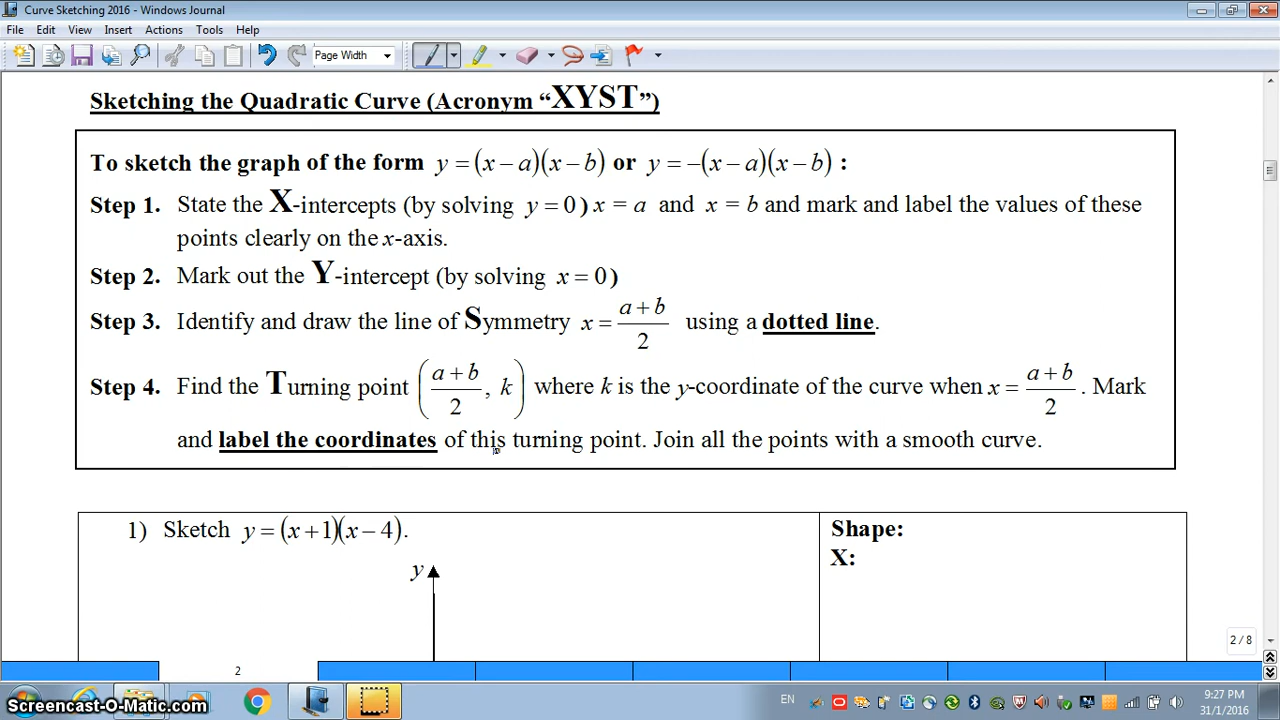 Curve Sketching 2016 - Windows Journal
File Edit View Insert Actions Tools Help
Page Width
Sketching the Quadratic Curve (Acronym “XYST”)
To sketch the graph of the form y = (x − a)(x − b) or y = −(x − a)(x − b) :
Step 1. State the X-intercepts (by solving y = 0) x = a and x = b and mark and label the values of these
points clearly on the x-axis.
Step 2. Mark out the Y-intercept (by solving x = 0)
Step 3. Identify and draw the line of Symmetry x = (a + b)/2 using a dotted line.
Step 4. Find the Turning point ((a + b)/2, k) where k is the y-coordinate of the curve when x = (a + b)/2. Mark
and label the coordinates of this turning point. Join all the points with a smooth curve.
1) Sketch y = (x + 1)(x − 4).
Shape:
X:
y
2 / 8
2
EN
9:27 PM
31/1/2016
Screencast-O-Matic.com